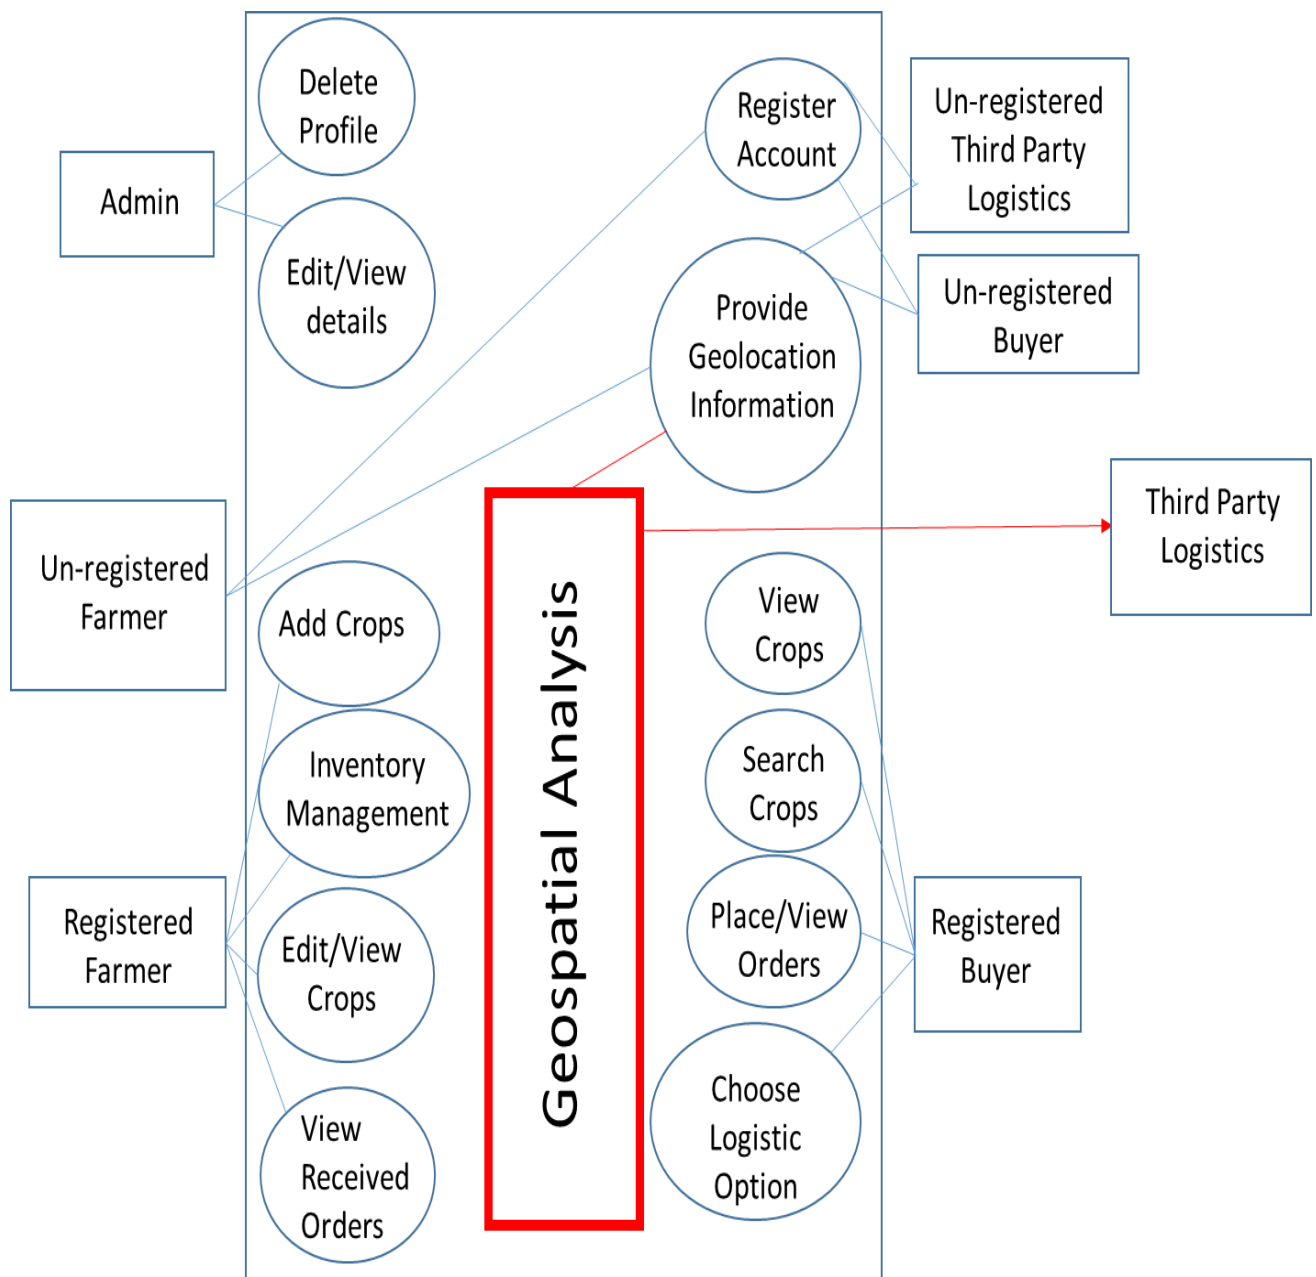 Delete
Profile
Register
Account
Un-registered
Third Party
Logistics
Admin
Edit/View
details
Provide
Geolocation
Information
Un-registered
Buyer
Third Party
Logistics
Un-registered
Farmer
Add Crops
Geospatial Analysis
View
Crops
Inventory
Management
Search
Crops
Registered
Farmer
Edit/View
Crops
Place/View
Orders
Registered
Buyer
View
Received
Orders
Choose
Logistic
Option